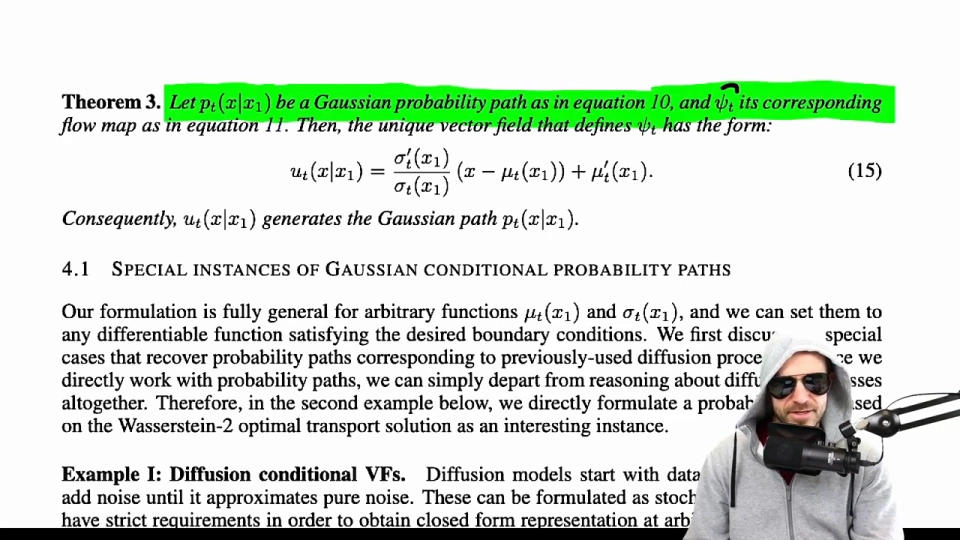 Theorem 3. Let pₜ(x|x₁) be a Gaussian probability path as in equation 10, and ψₜ its corresponding
flow map as in equation 11. Then, the unique vector field that defines ψₜ has the form:
uₜ(x|x₁) = σ′ₜ(x₁)/σₜ(x₁) (x − μₜ(x₁)) + μ′ₜ(x₁). (15)
Consequently, uₜ(x|x₁) generates the Gaussian path pₜ(x|x₁).
4.1 SPECIAL INSTANCES OF GAUSSIAN CONDITIONAL PROBABILITY PATHS
Our formulation is fully general for arbitrary functions μₜ(x₁) and σₜ(x₁), and we can set them to
any differentiable function satisfying the desired boundary conditions. We first special
cases that recover probability paths corresponding to previously-used diffusion we
directly work with probability paths, we can simply depart from reasoning about
altogether. Therefore, in the second example below, we directly formulate a
on the Wasserstein-2 optimal transport solution as an interesting instance.
Example I: Diffusion conditional VFs. Diffusion models start with data
add noise until it approximates pure noise. These can be formulated as
have strict requirements in order to obtain closed form representation at